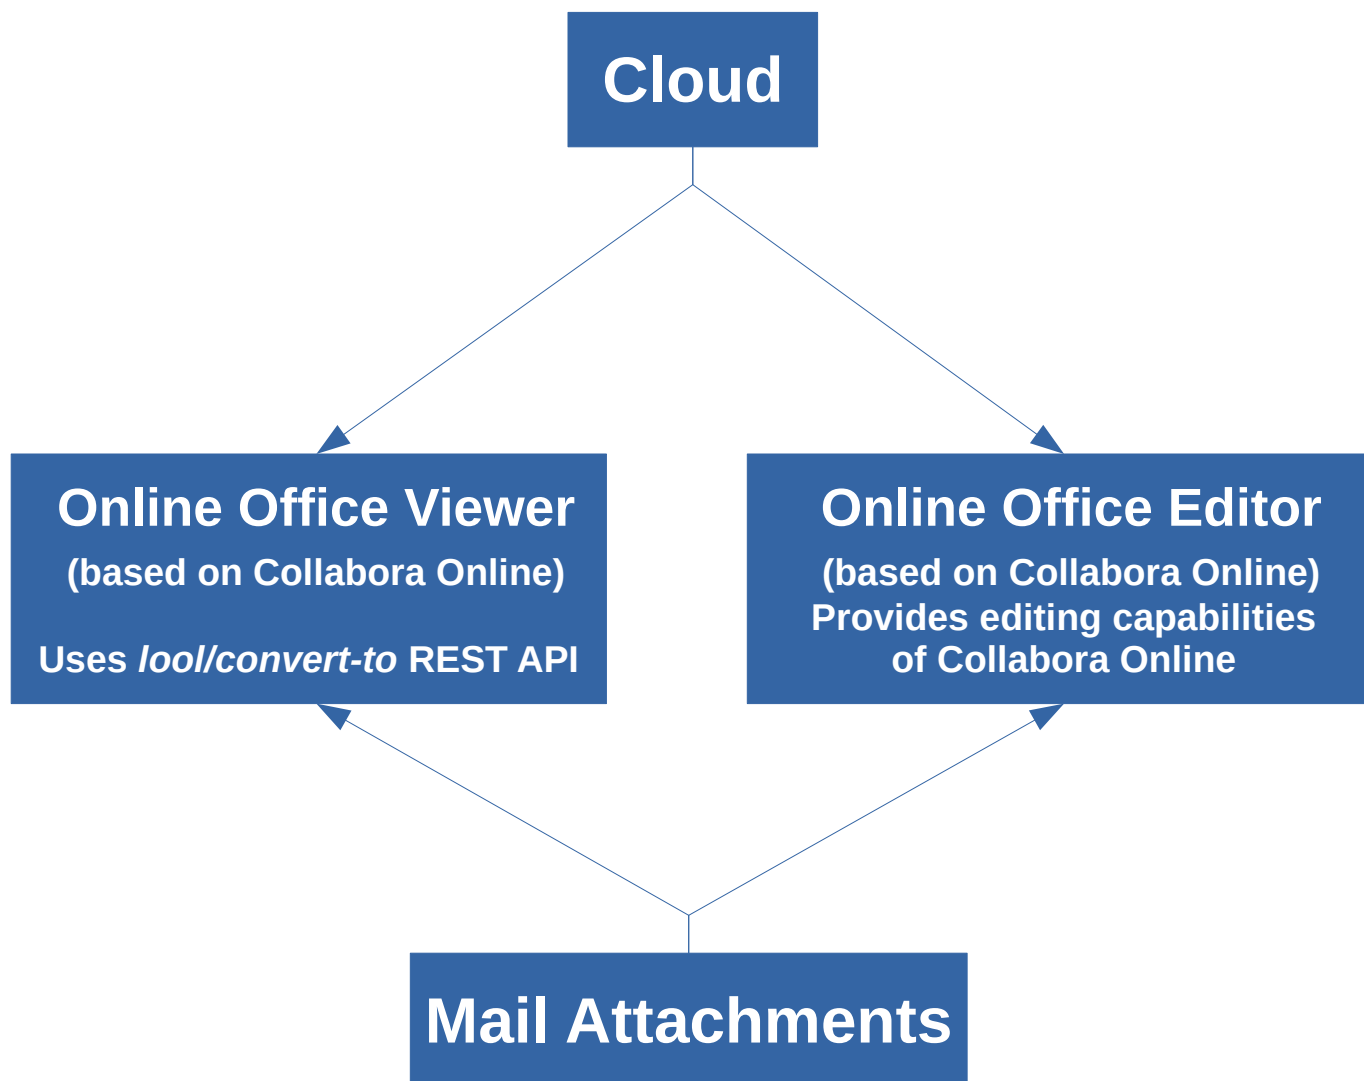 Cloud
Online Office Viewer
(based on Collabora Online)
Uses lool/convert-to REST API
Online Office Editor
(based on Collabora Online)
Provides editing capabilities
of Collabora Online
Mail Attachments